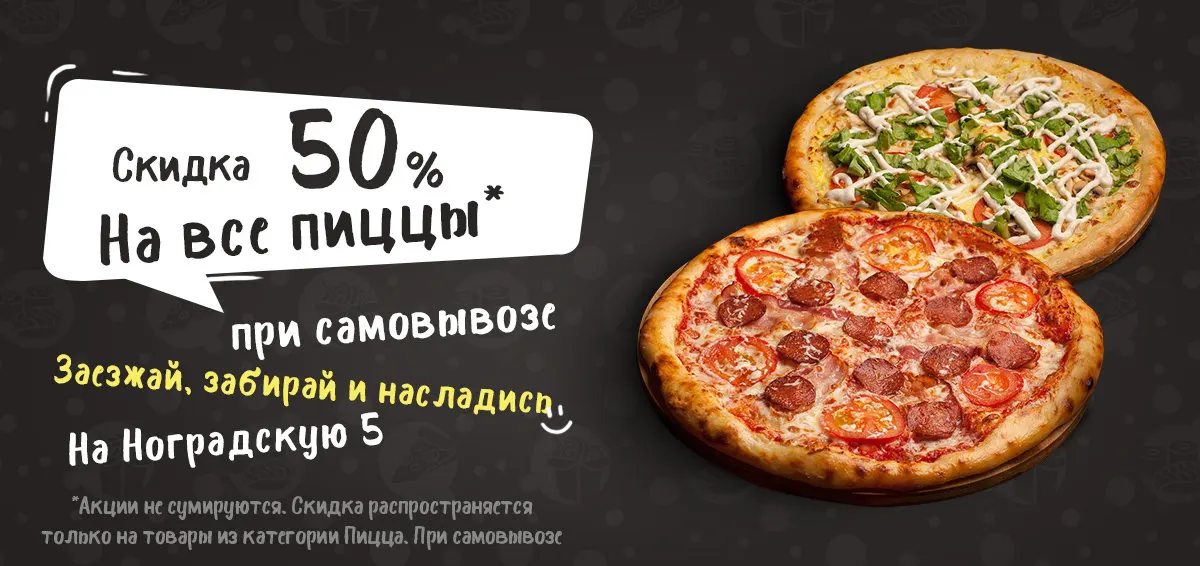 Скидка 50%
На все пиццы*
при самовывозе
Заезжай, забирай и насладись
На Ноградскую 5
*Акции не сумируются. Скидка распространяется
только на товары из категории Пицца. При самовывозе